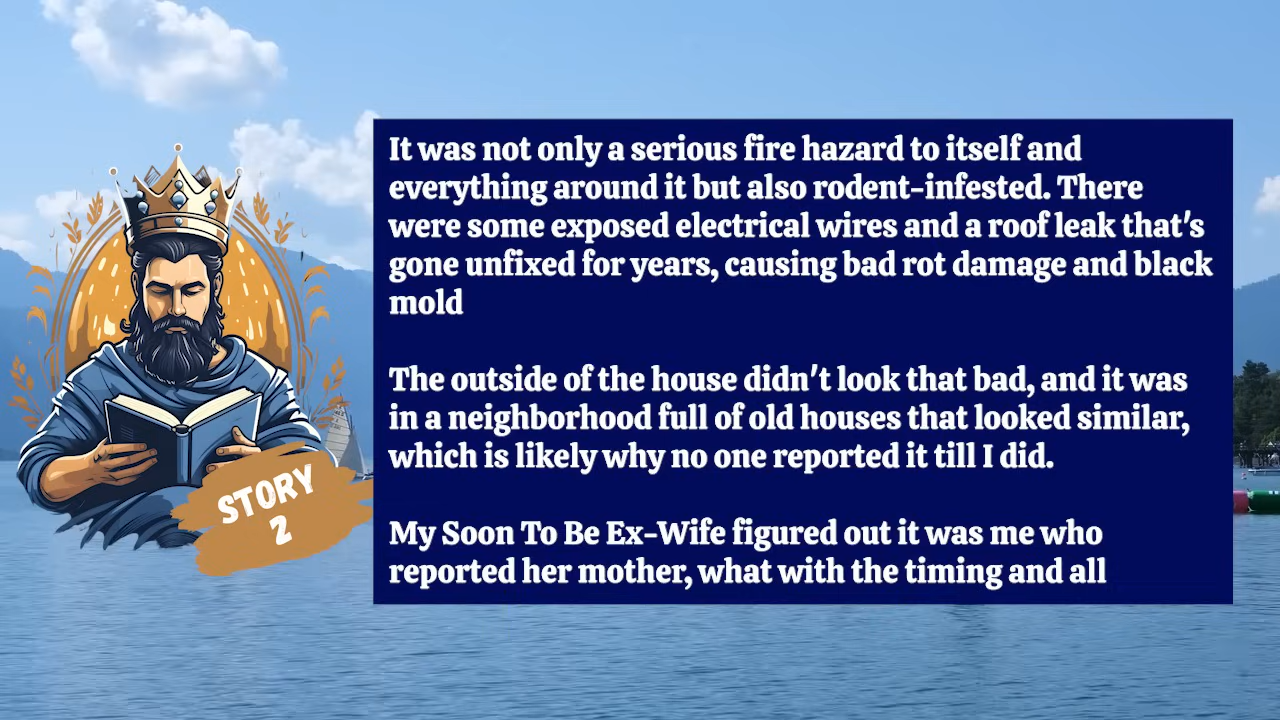 It was not only a serious fire hazard to itself and
everything around it but also rodent-infested. There
were some exposed electrical wires and a roof leak that's
gone unfixed for years, causing bad rot damage and black
mold
The outside of the house didn't look that bad, and it was
in a neighborhood full of old houses that looked similar,
which is likely why no one reported it till I did.
My Soon To Be Ex-Wife figured out it was me who
reported her mother, what with the timing and all
STORY
2